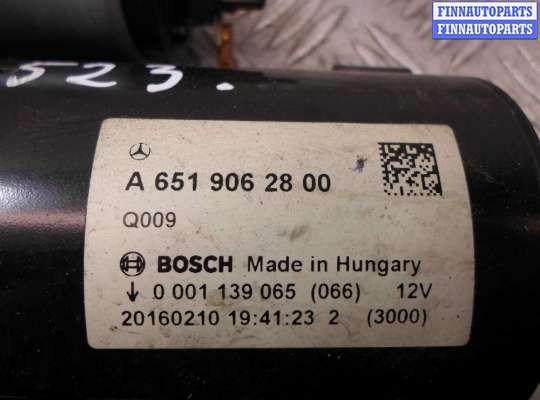 FINNAUTOPARTS
FINNAUTOPARTS
523.
A 651 906 28 00
Q009
BOSCH Made in Hungary
↓ 0 001 139 065 (066) 12V
20160210 19:41:23 2 (3000)